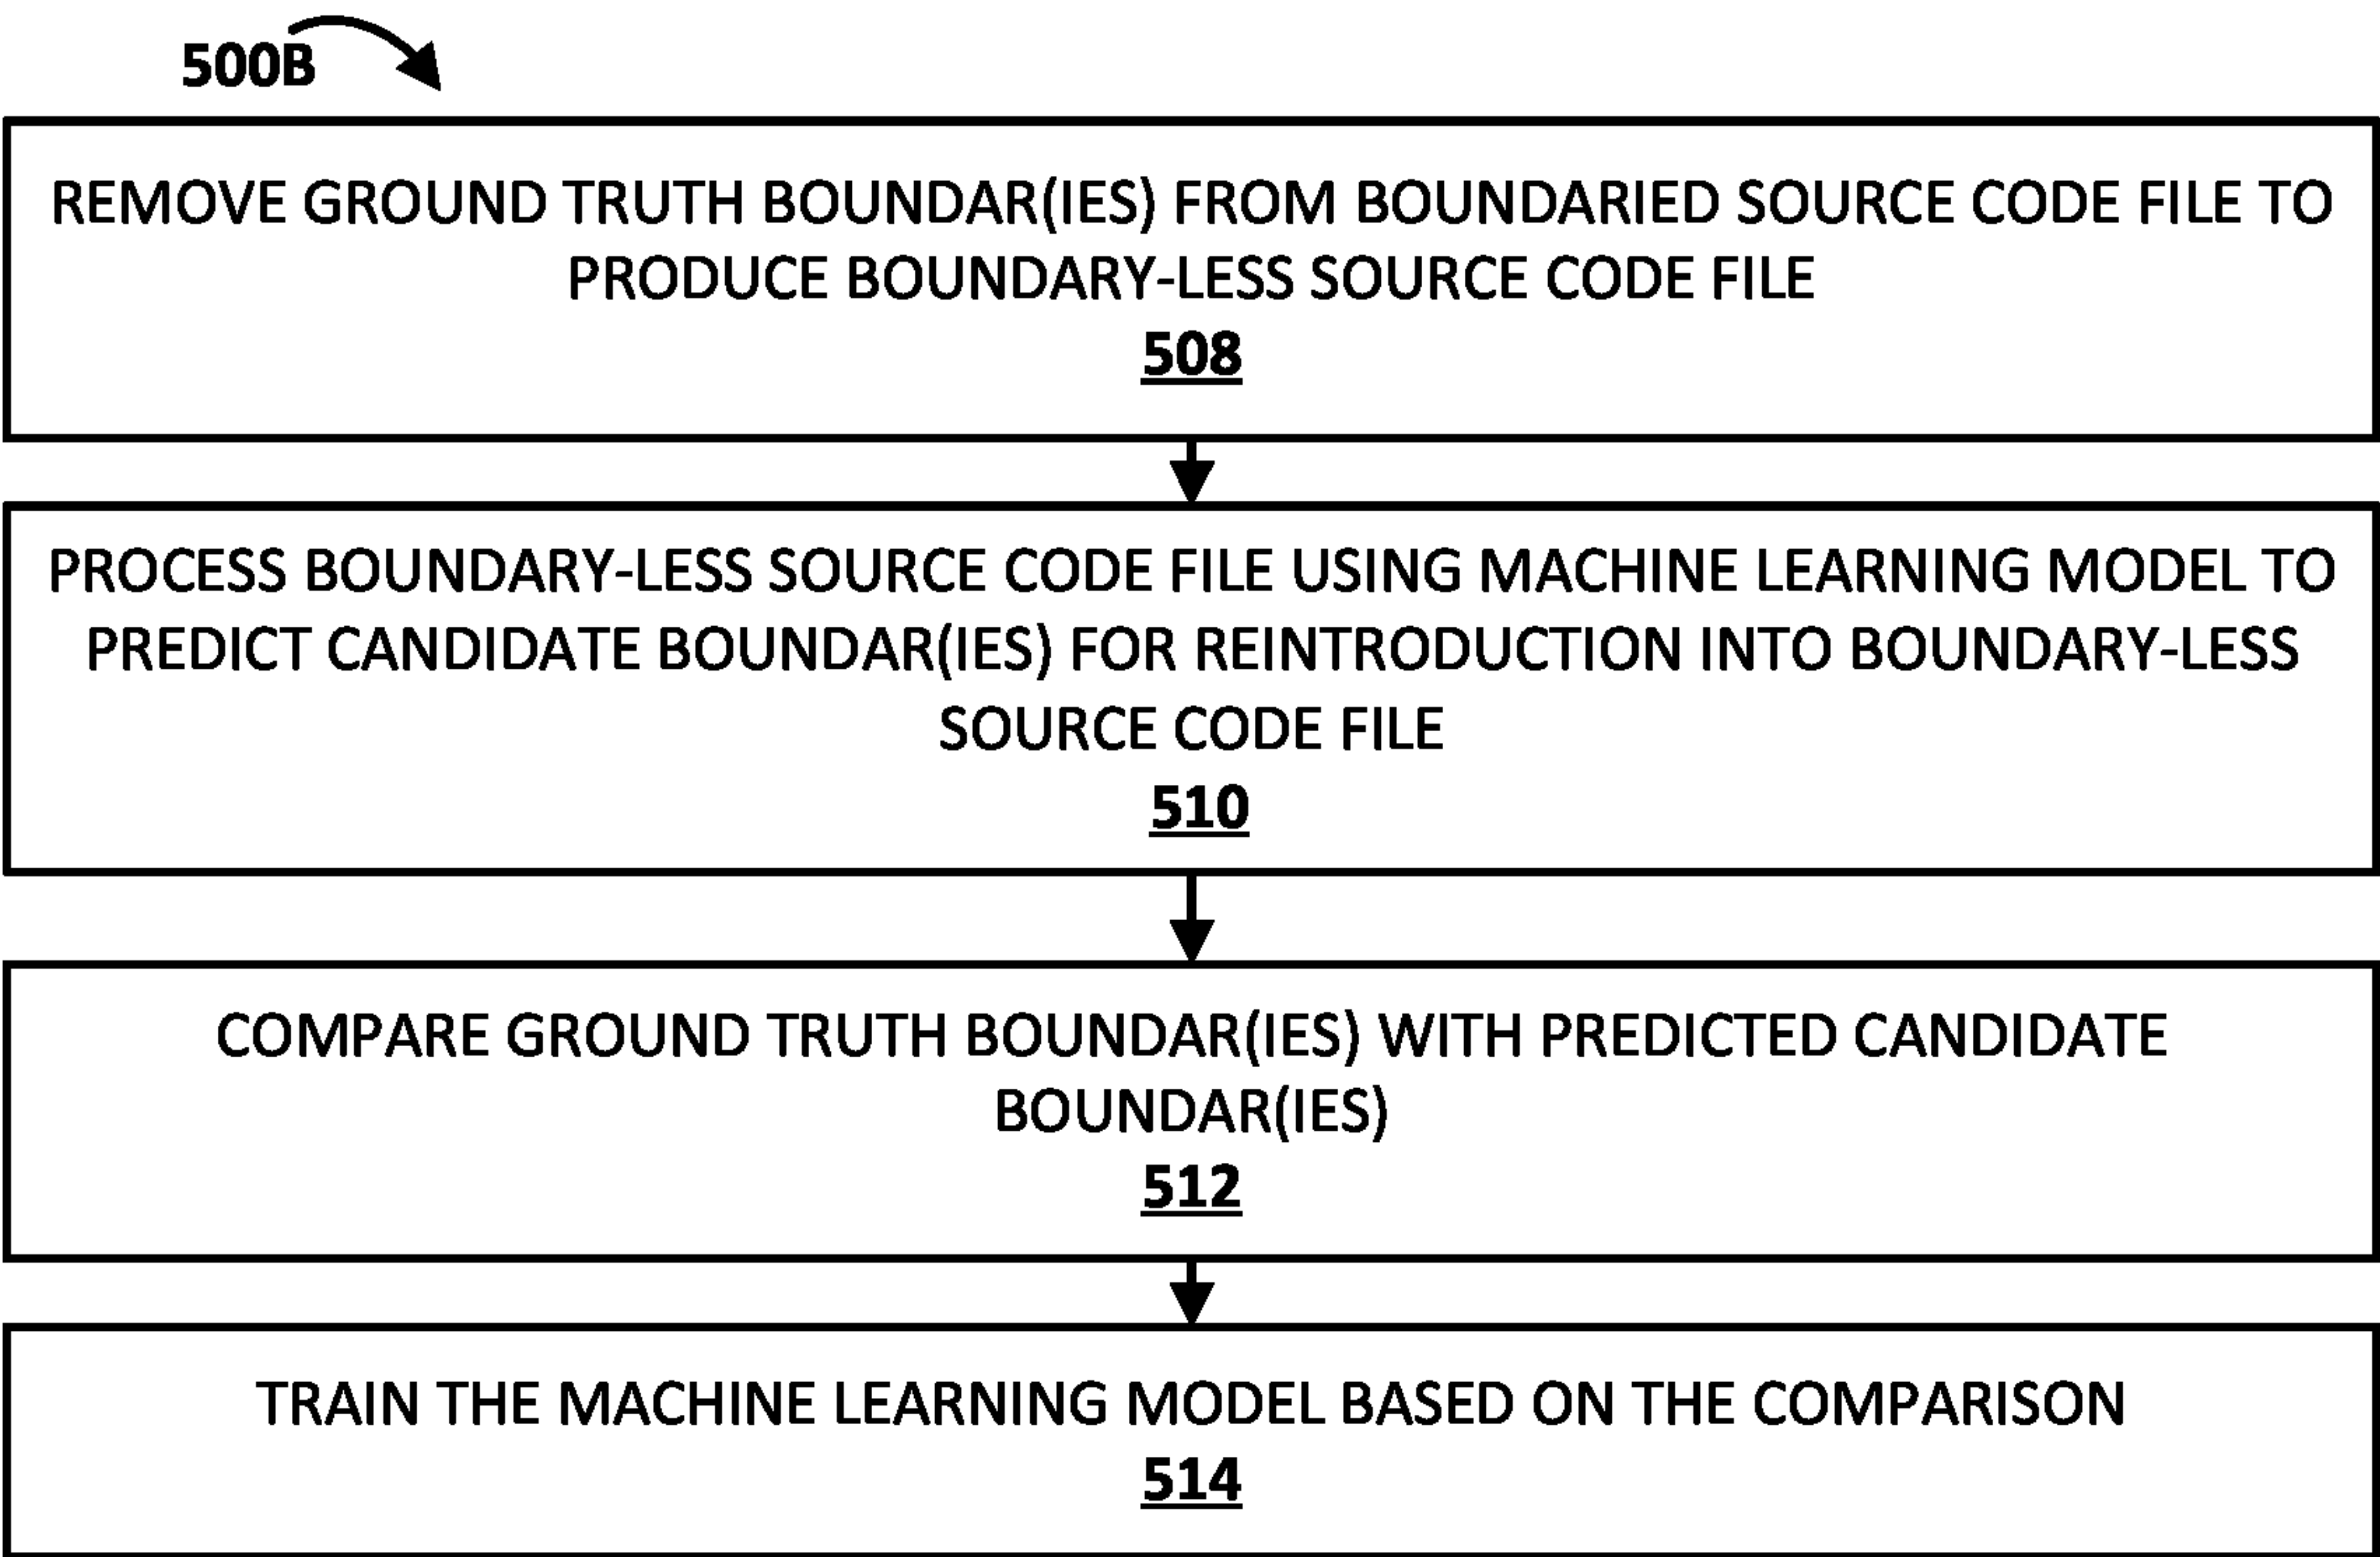 500B
REMOVE GROUND TRUTH BOUNDAR(IES) FROM BOUNDARIED SOURCE CODE FILE TO
PRODUCE BOUNDARY-LESS SOURCE CODE FILE
508
PROCESS BOUNDARY-LESS SOURCE CODE FILE USING MACHINE LEARNING MODEL TO
PREDICT CANDIDATE BOUNDAR(IES) FOR REINTRODUCTION INTO BOUNDARY-LESS
SOURCE CODE FILE
510
COMPARE GROUND TRUTH BOUNDAR(IES) WITH PREDICTED CANDIDATE
BOUNDAR(IES)
512
TRAIN THE MACHINE LEARNING MODEL BASED ON THE COMPARISON
514